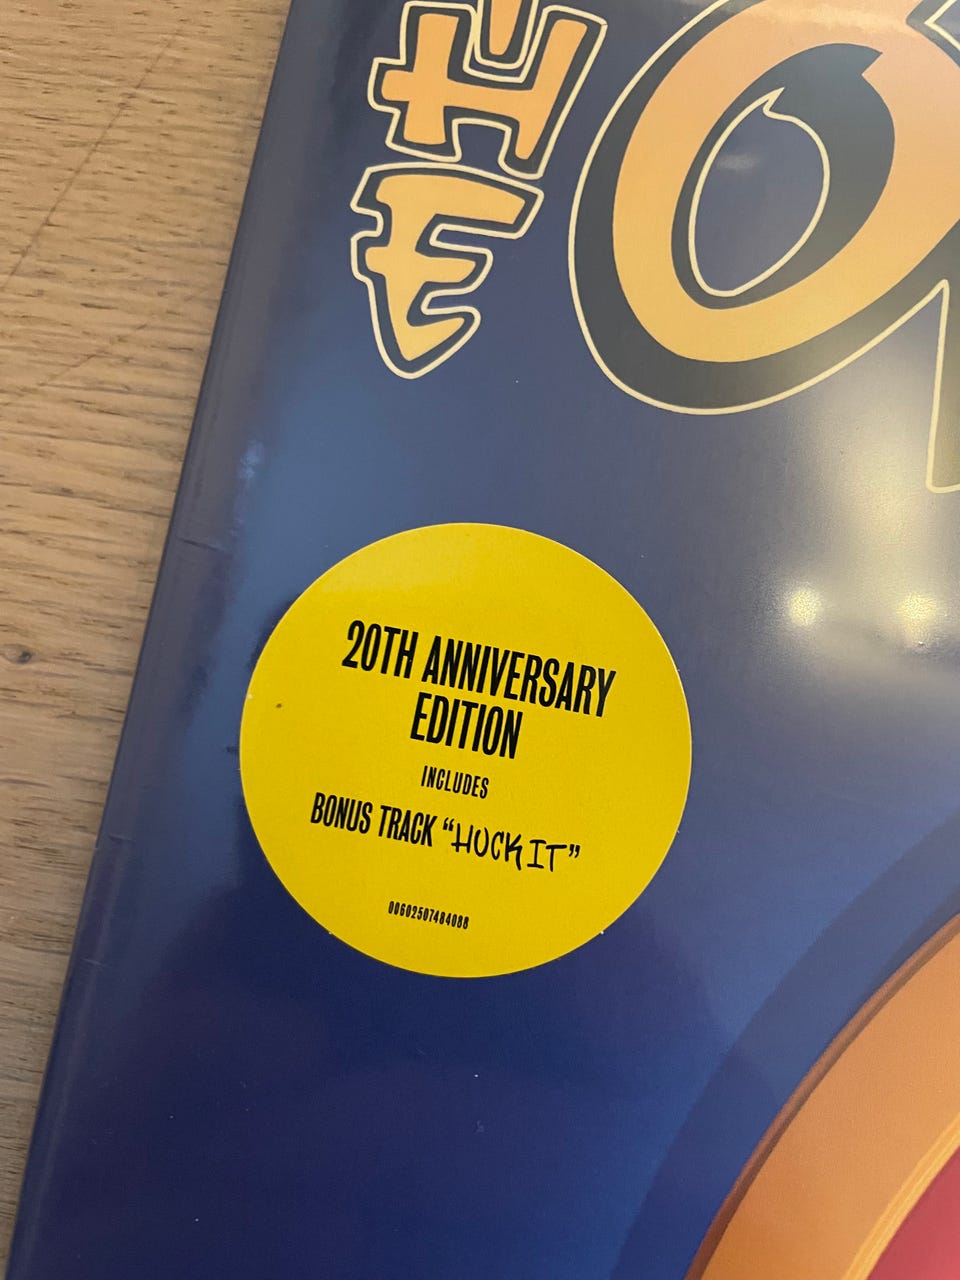 THE
O
20TH ANNIVERSARY
EDITION
INCLUDES
BONUS TRACK “HUCK IT”
00602507484088